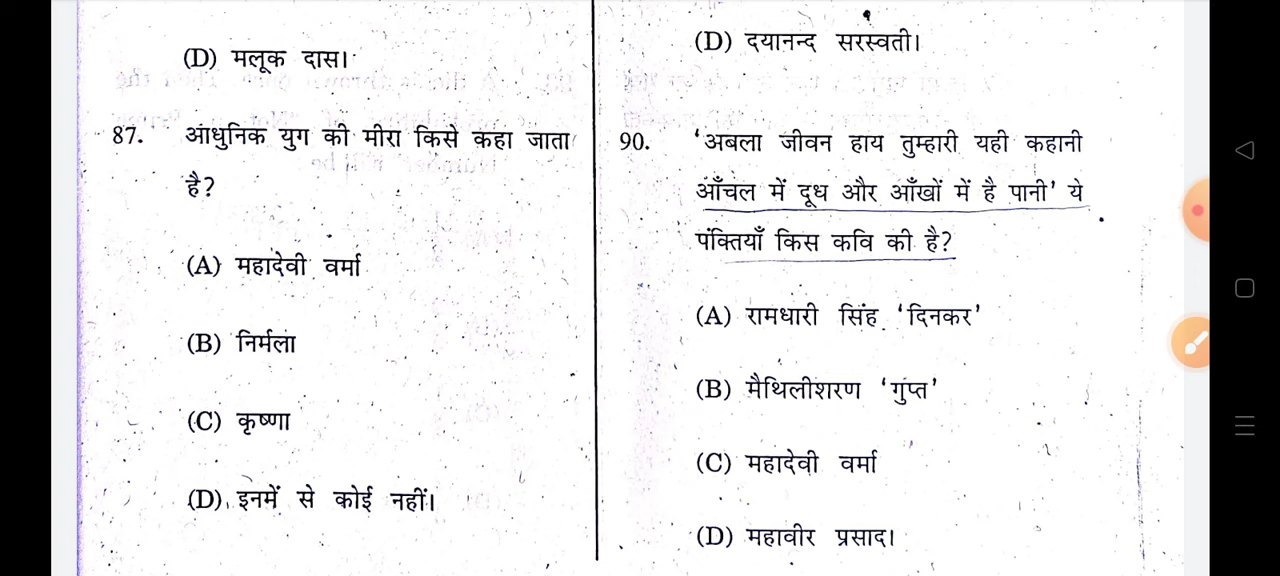 (D) मलूक दास।
87. आधुनिक युग की मीरा किसे कहा जाता
है?
(A) महादेवी वर्मा
(B) निर्मला
(C) कृष्णा
(D) इनमें से कोई नहीं।
(D) दयानन्द सरस्वती।
90. 'अबला जीवन हाय तुम्हारी यही कहानी
आँचल में दूध और आँखों में है पानी' ये
पंक्तियाँ किस कवि की है?
(A) रामधारी सिंह 'दिनकर'
(B) मैथिलीशरण 'गुप्त'
(C) महादेवी वर्मा
(D) महावीर प्रसाद।